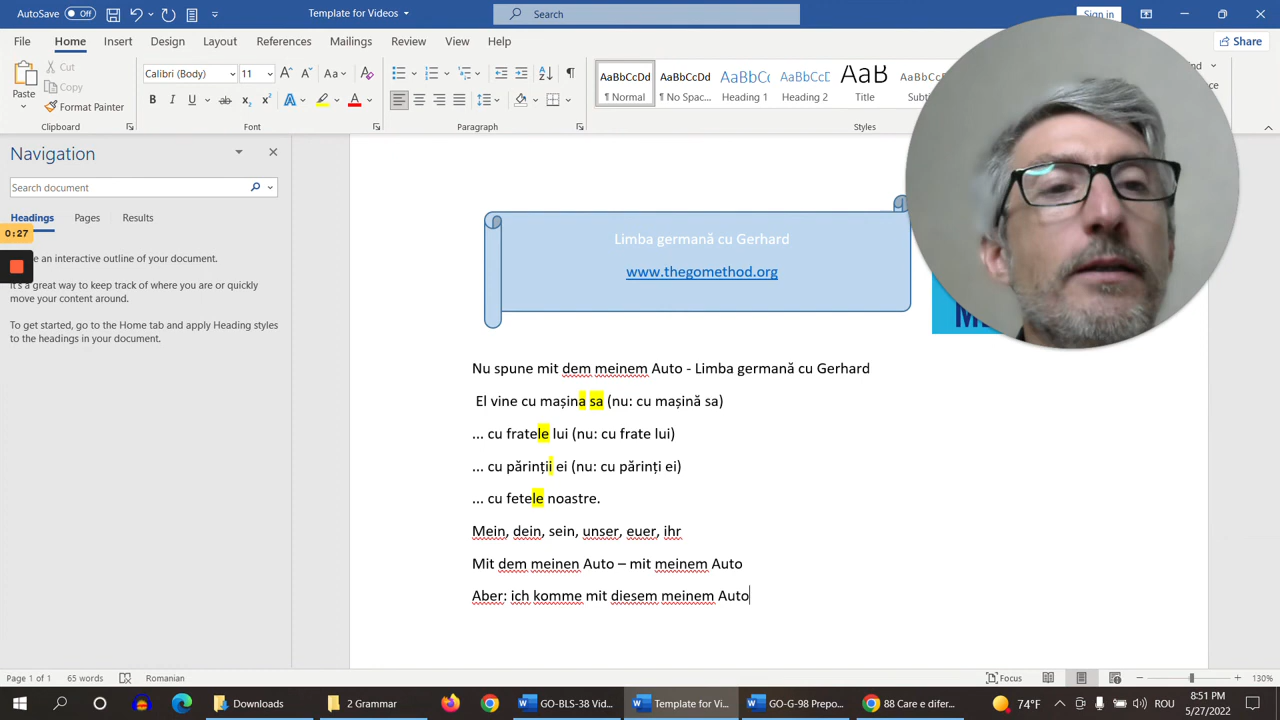 AutoSave Off Template for Videos Search Sign in
File Home Insert Design Layout References Mailings Review View Help Share
Paste Cut Copy Format Painter
Calibri (Body) 11
AaBbCcDd AaBbCcDd AaBbCc AaBbCcD AaB AaBbCcD
¶ Normal ¶ No Spac... Heading 1 Heading 2 Title
Clipboard Font Paragraph Styles
Navigation
Search document
Headings Pages Results
0:27
an interactive outline of your document.
It's a great way to keep track of where you are or quickly
move your content around.
To get started, go to the Home tab and apply Heading styles
to the headings in your document.
Limba germană cu Gerhard
www.thegomethod.org
Nu spune mit dem meinem Auto - Limba germană cu Gerhard
El vine cu mașina sa (nu: cu mașină sa)
... cu fratele lui (nu: cu frate lui)
... cu părinții ei (nu: cu părinți ei)
... cu fetele noastre.
Mein, dein, sein, unser, euer, ihr
Mit dem meinen Auto – mit meinem Auto
Aber: ich komme mit diesem meinem Auto
Page 1 of 1 65 words Romanian Focus 130%
Downloads 2 Grammar GO-BLS-38 Vid... Template for Vi... GO-G-98 Prepo... 88 Care e difer... 74°F ROU 8:51 PM
5/27/2022